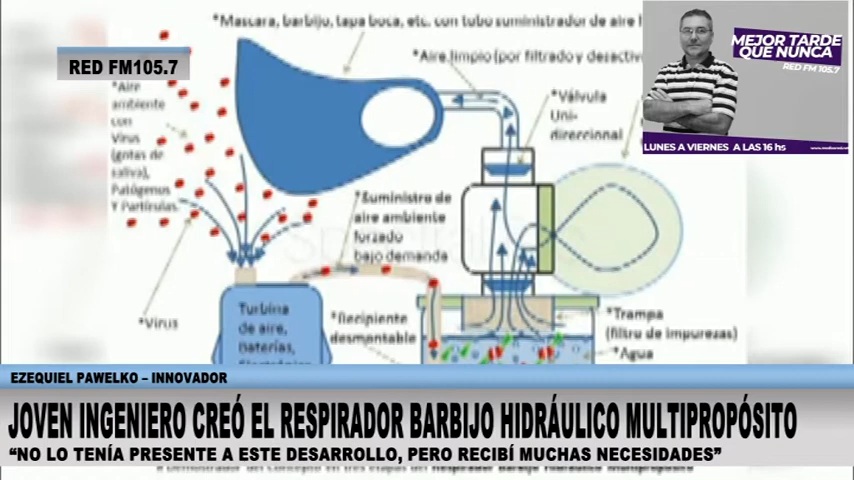 *Mascara, barbijo, tapa boca, etc. con tubo suministrador de aire
RED FM105.7
*Aire limpio (por filtrado y
MEJOR TARDE
QUE NUNCA
RED FM 105.7
LUNES A VIERNES A LAS 16 hs
*Aire
ambiente
con
Virus
(gotas de
saliva),
Patógenos
Y Partículas
*Válvula
Uni-
direccional
*Suministro de
aire ambiente
forzado
bajo demanda
*Virus
Turbina
de aire,
Baterías,
*Recipiente
desmontable
*Trampa
(filtro de impurezas)
*Agua
EZEQUIEL PAWELKO – INNOVADOR
JOVEN INGENIERO CREÓ EL RESPIRADOR BARBIJO HIDRÁULICO MULTIPROPÓSITO
“NO LO TENÍA PRESENTE A ESTE DESARROLLO, PERO RECIBÍ MUCHAS NECESIDADES”